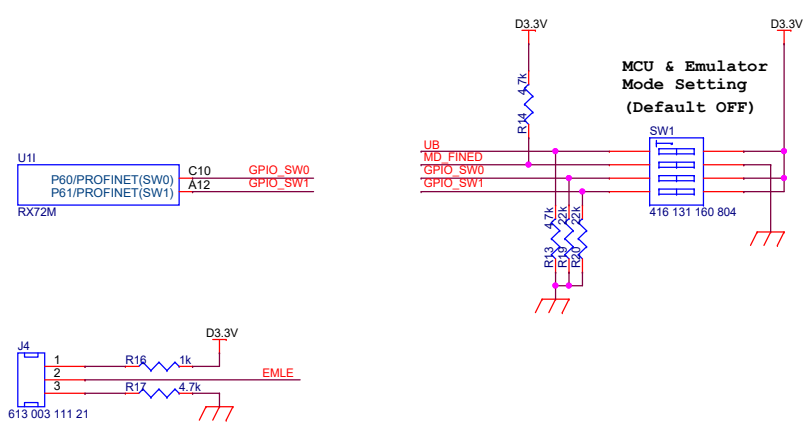 D3.3V
D3.3V
MCU & Emulator
Mode Setting
(Default OFF)
R14 4.7k
SW1
U1I
P60/PROFINET(SW0)
P61/PROFINET(SW1)
C10
A12
GPIO_SW0
GPIO_SW1
RX72M
UB
MD_FINED
GPIO_SW0
GPIO_SW1
416 131 160 804
R13 4.7k
R19 22k
R20 22k
D3.3V
J4
1
2
3
R16 1k
EMLE
R17 4.7k
613 003 111 21